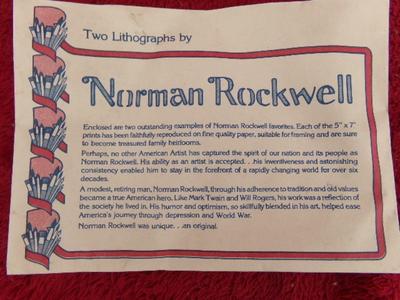 Two Lithographs by
Norman Rockwell
Enclosed are two outstanding examples of Norman Rockwell favorites. Each of the 5" x 7"
prints has been faithfully reproduced on fine quality paper, suitable for framing and are sure
to become treasured family heirlooms.
Perhaps, no other American Artist has captured the spirit of our nation and its people as
Norman Rockwell. His ability as an artist is accepted. . .his inventiveness and astonishing
consistency enabled him to stay in the forefront of a rapidly changing world for over six
decades.
A modest, retiring man, Norman Rockwell, through his adherence to tradition and old values
became a true American hero. Like Mark Twain and Will Rogers, his work was a reflection of
the society he lived in. His humor and optimism, so skillfully blended in his art, helped ease
America's journey through depression and World War.
Norman Rockwell was unique. . .an original.